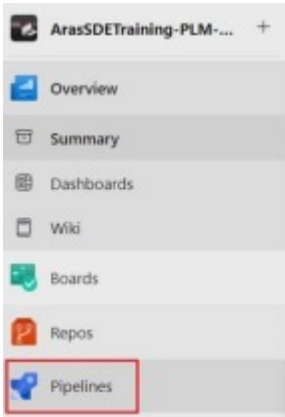 ArasSDETraining-PLM-... +
Overview
Summary
Dashboards
Wiki
Boards
Repos
Pipelines